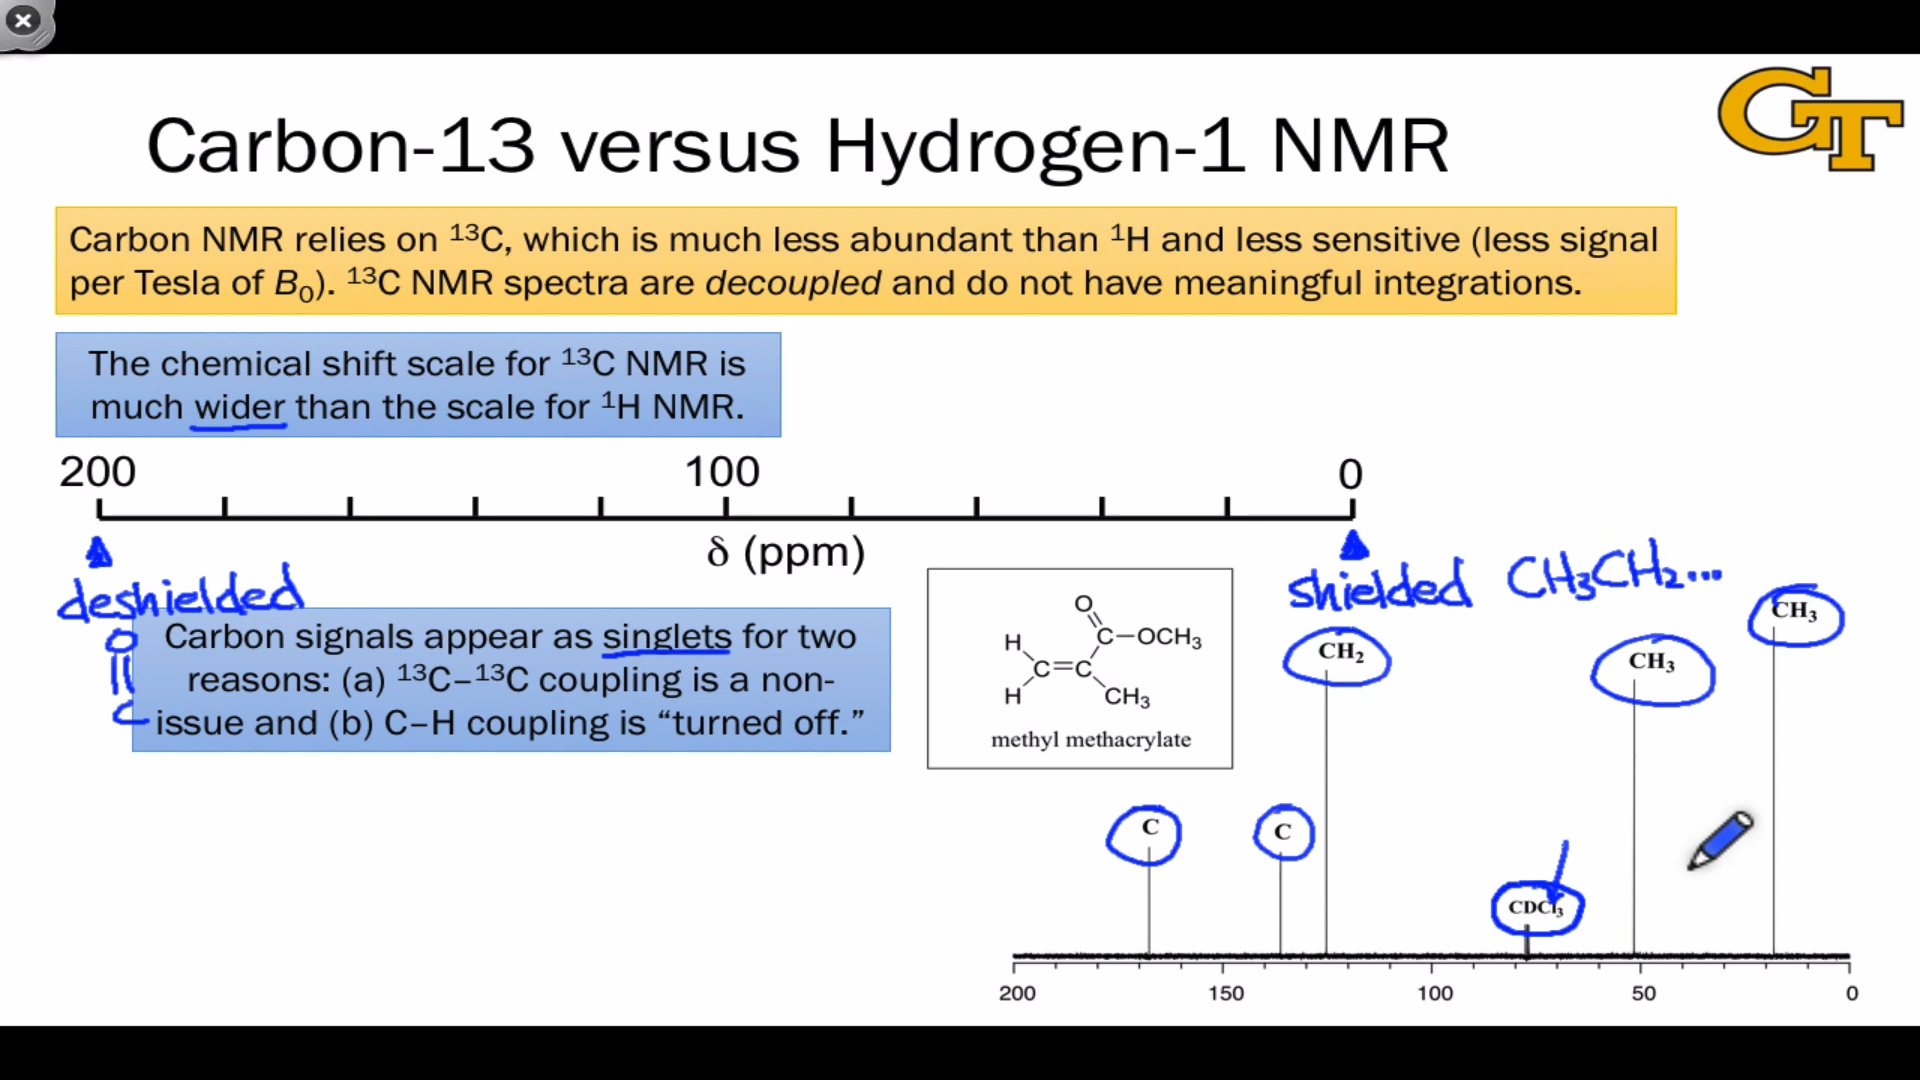 GT
Carbon-13 versus Hydrogen-1 NMR
Carbon NMR relies on ¹³C, which is much less abundant than ¹H and less sensitive (less signal
per Tesla of B₀). ¹³C NMR spectra are decoupled and do not have meaningful integrations.
The chemical shift scale for ¹³C NMR is
much wider than the scale for ¹H NMR.
200 100 0
δ (ppm)
deshielded
shielded CH₃CH₂...
O
C
Carbon signals appear as singlets for two
reasons: (a) ¹³C–¹³C coupling is a non-
issue and (b) C–H coupling is “turned off.”
O
H C–OCH₃
C=C
H CH₃
methyl methacrylate
CH₃
CH₂ CH₃
C C
CDCl₃
200 150 100 50 0